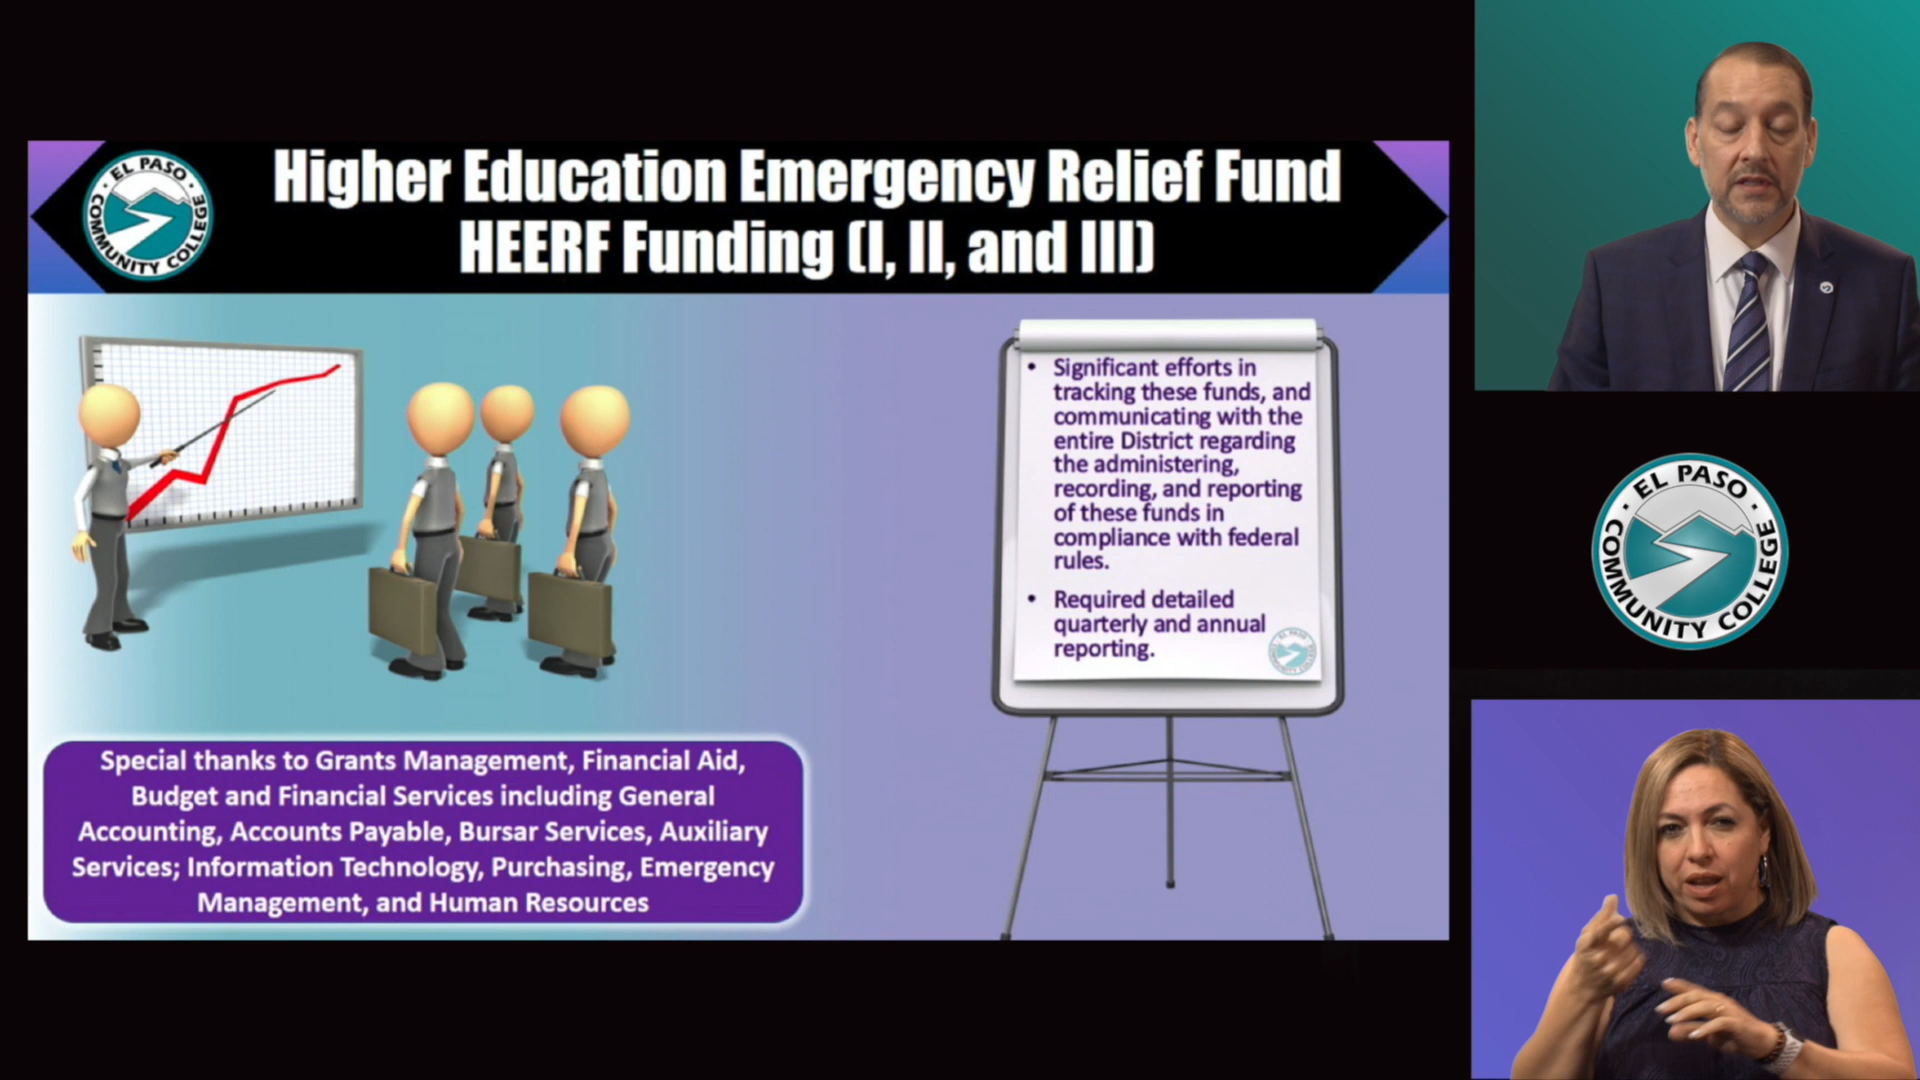 EL PASO
COMMUNITY COLLEGE
Higher Education Emergency Relief Fund
HEERF Funding (I, II, and III)
• Significant efforts in
tracking these funds, and
communicating with the
entire District regarding
the administering,
recording, and reporting
of these funds in
compliance with federal
rules.
• Required detailed
quarterly and annual
reporting.
EL PASO
COMMUNITY COLLEGE
Special thanks to Grants Management, Financial Aid,
Budget and Financial Services including General
Accounting, Accounts Payable, Bursar Services, Auxiliary
Services; Information Technology, Purchasing, Emergency
Management, and Human Resources
EL PASO
COMMUNITY COLLEGE